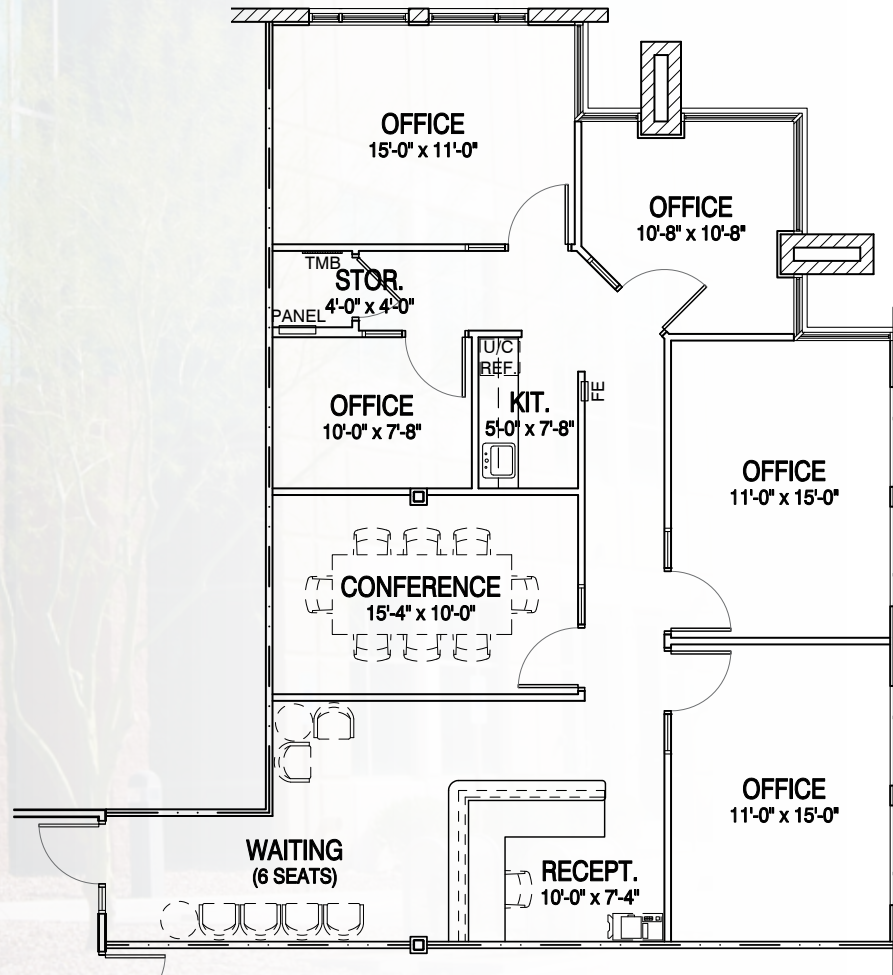 OFFICE
15'-0" x 11'-0"
OFFICE
10'-8" x 10'-8"
TMB
STOR.
4'-0" x 4'-0"
PANEL
U/C
REF.
FE
KIT.
5'-0" x 7'-8"
OFFICE
10'-0" x 7'-8"
OFFICE
11'-0" x 15'-0"
CONFERENCE
15'-4" x 10'-0"
OFFICE
11'-0" x 15'-0"
WAITING
(6 SEATS)
RECEPT.
10'-0" x 7'-4"